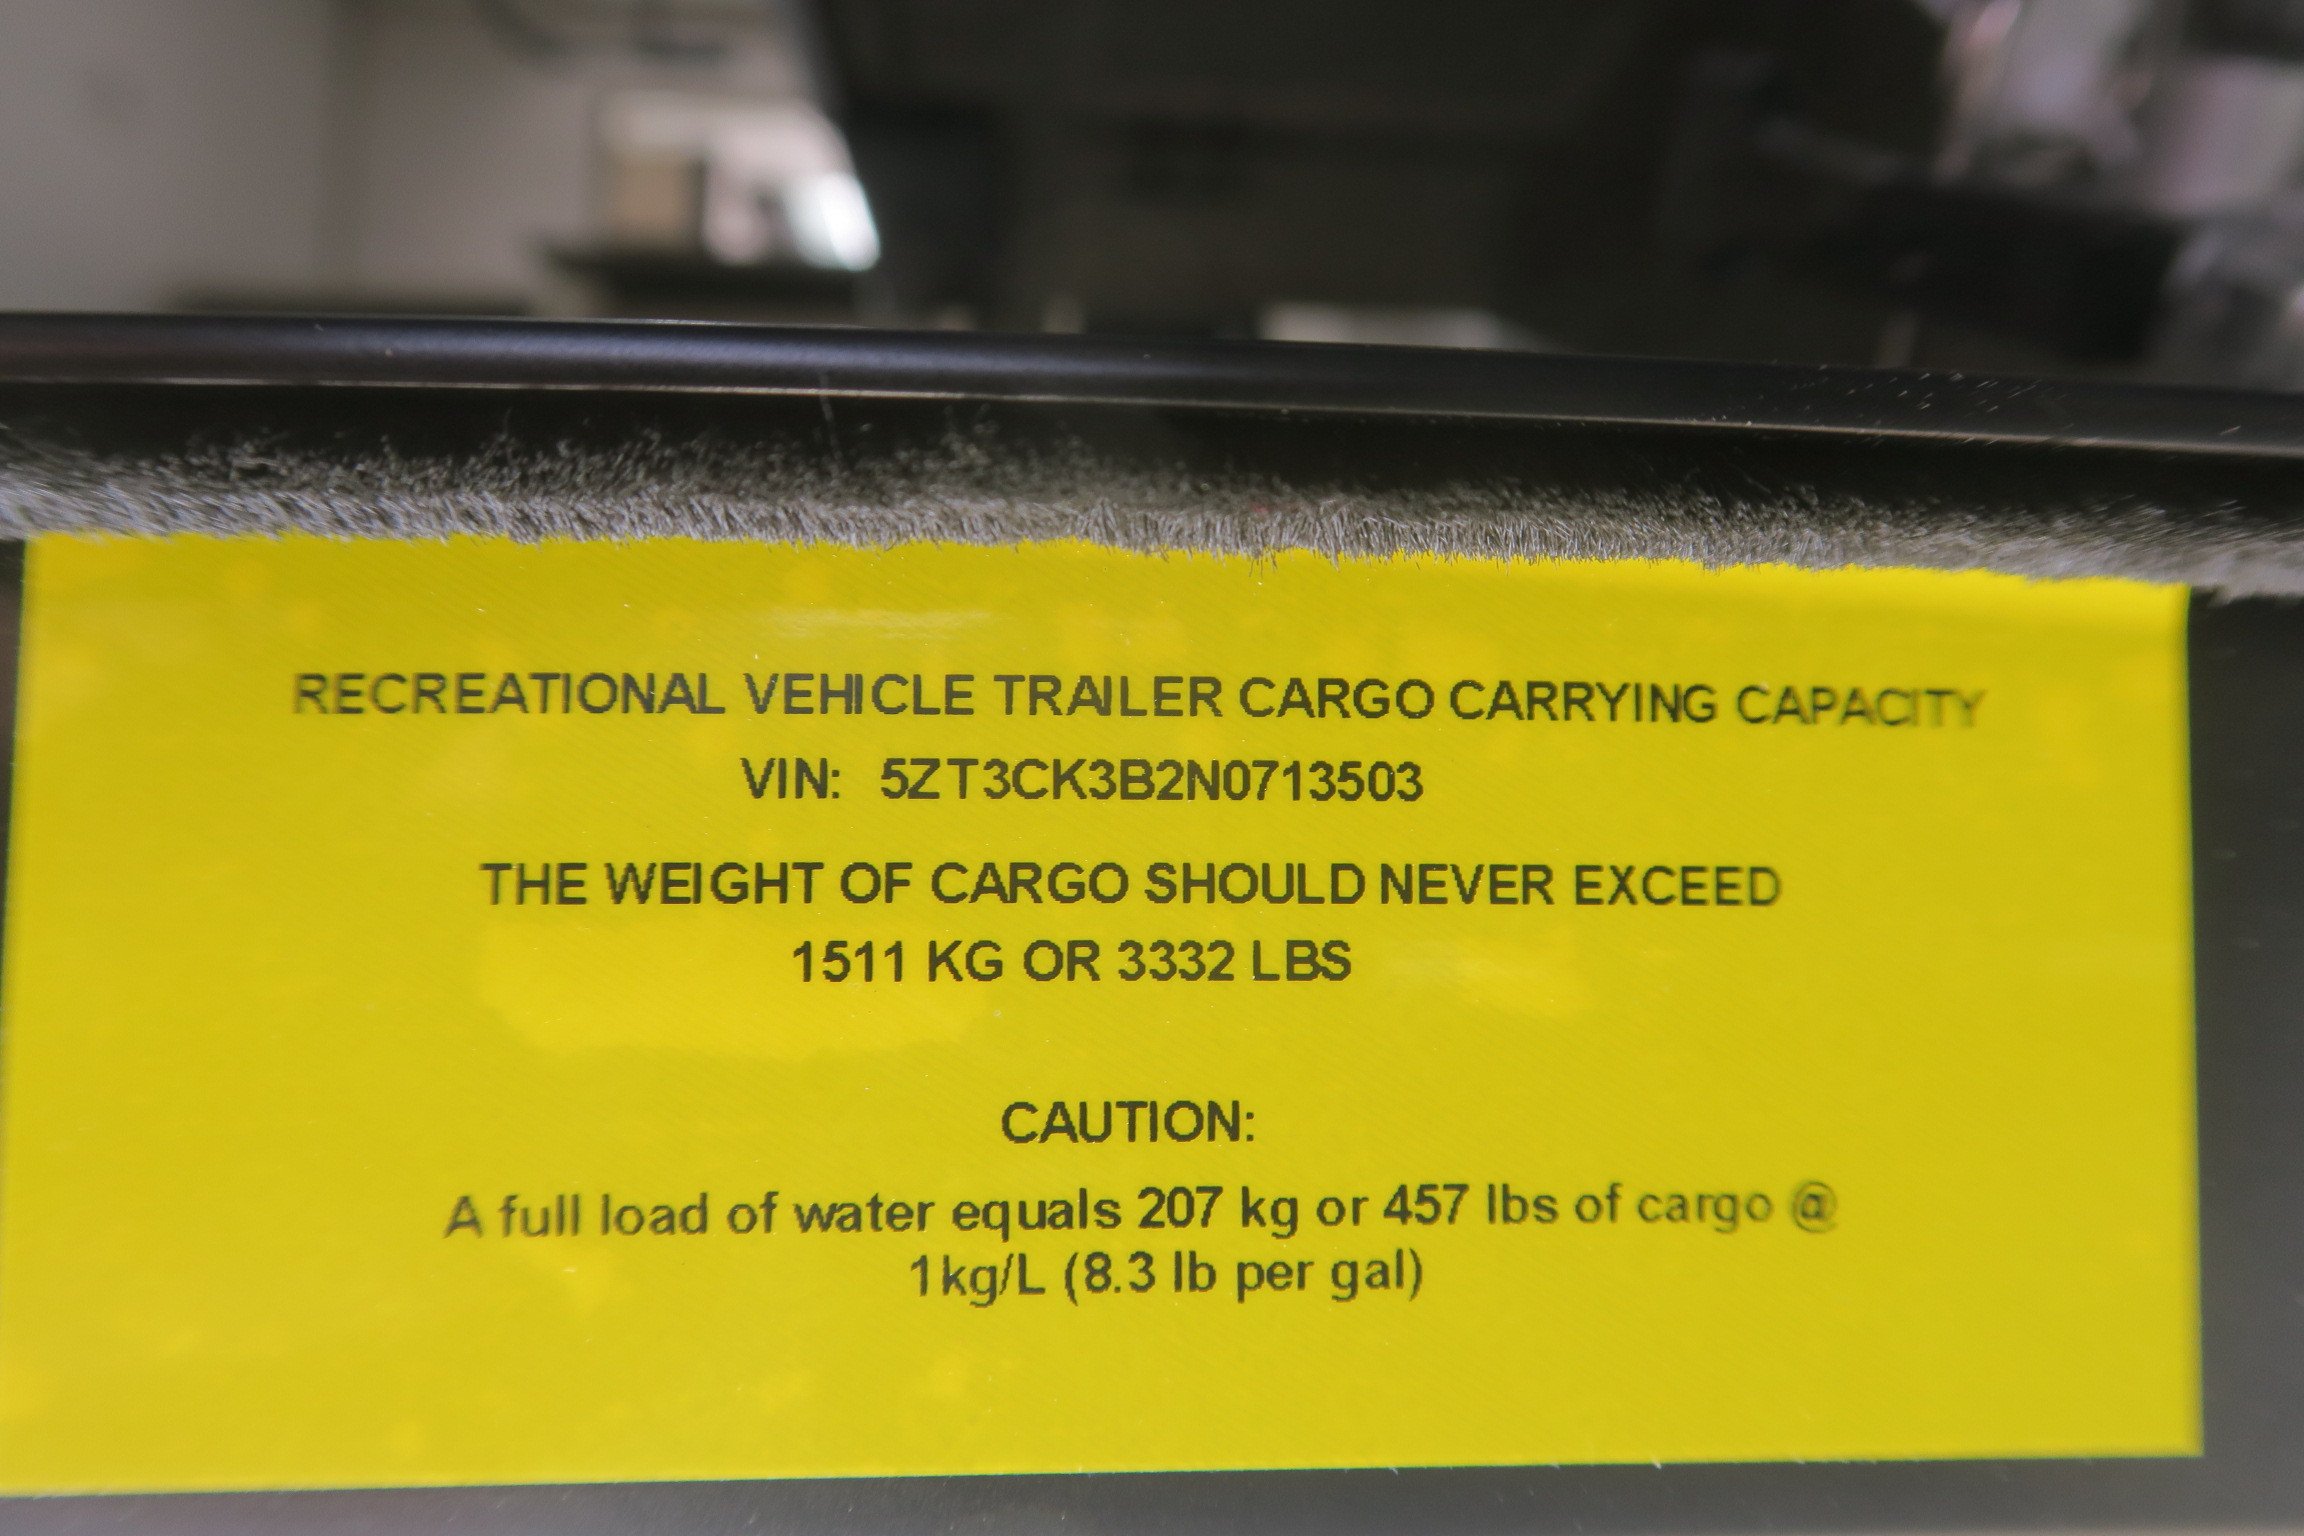 RECREATIONAL VEHICLE TRAILER CARGO CARRYING CAPACITY
VIN: 5ZT3CK3B2N0713503
THE WEIGHT OF CARGO SHOULD NEVER EXCEED
1511 KG OR 3332 LBS
CAUTION:
A full load of water equals 207 kg or 457 lbs of cargo @
1kg/L (8.3 lb per gal)